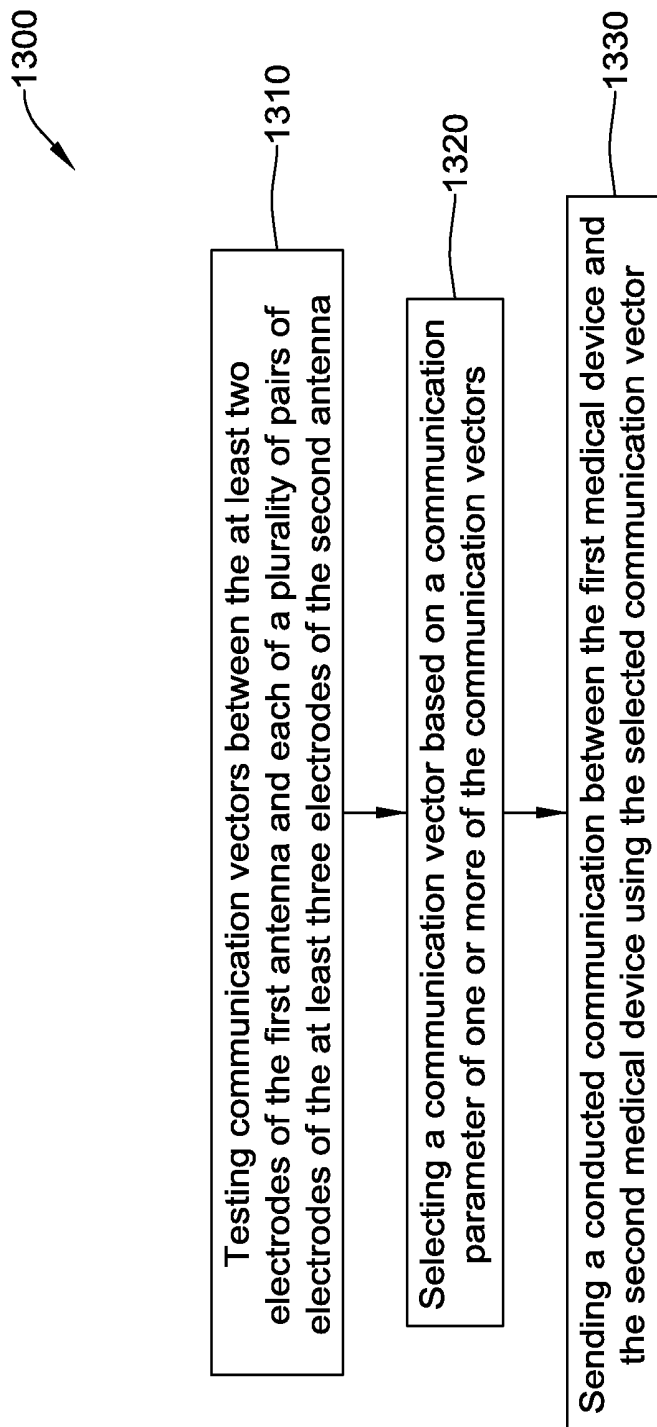 1300
Testing communication vectors between the at least two
electrodes of the first antenna and each of a plurality of pairs of
electrodes of the at least three electrodes of the second antenna
1310
Selecting a communication vector based on a communication
parameter of one or more of the communication vectors
1320
Sending a conducted communication between the first medical device and
the second medical device using the selected communication vector
1330